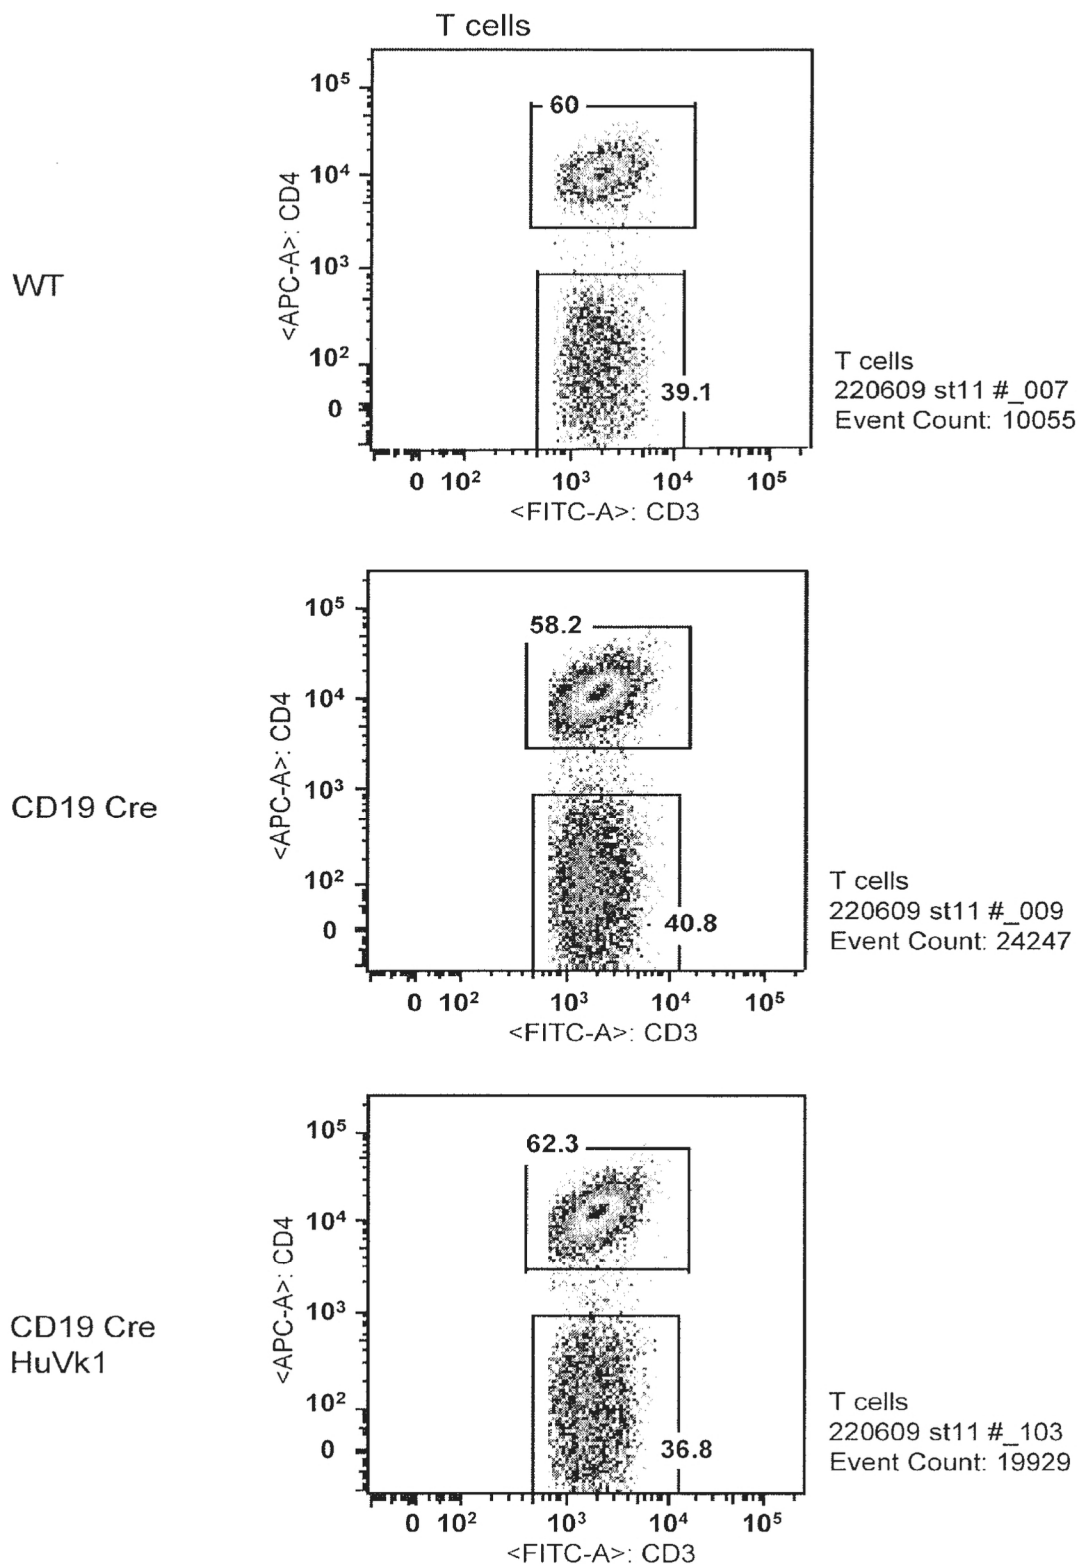 T cells
WT
<APC-A>: CD4
10⁵
10⁴
10³
10²
0
60
39.1
0 10² 10³ 10⁴ 10⁵
<FITC-A>: CD3
T cells
220609 st11 #_007
Event Count: 10055
CD19 Cre
<APC-A>: CD4
10⁵
10⁴
10³
10²
0
58.2
40.8
0 10² 10³ 10⁴ 10⁵
<FITC-A>: CD3
T cells
220609 st11 #_009
Event Count: 24247
CD19 Cre
HuVk1
<APC-A>: CD4
10⁵
10⁴
10³
10²
0
62.3
36.8
0 10² 10³ 10⁴ 10⁵
<FITC-A>: CD3
T cells
220609 st11 #_103
Event Count: 19929